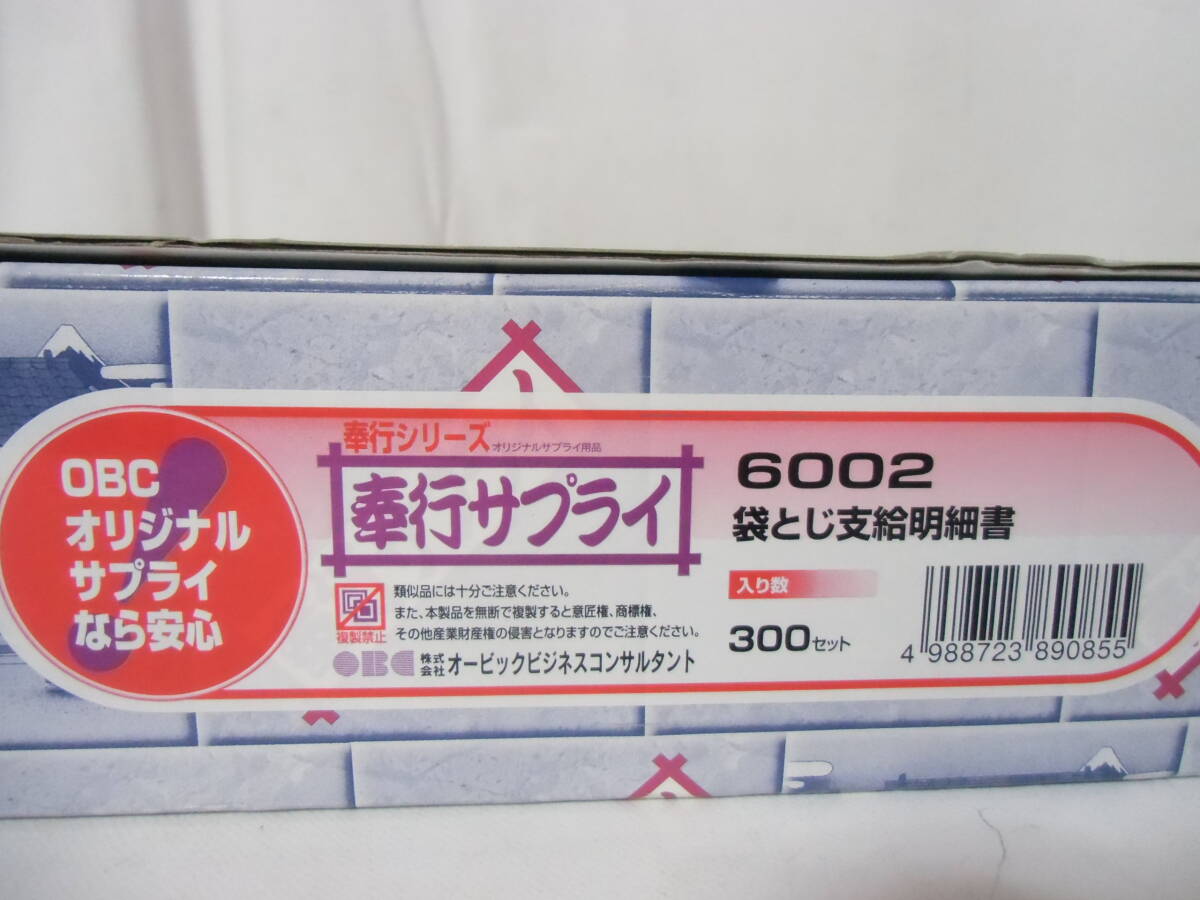 OBC
オリジナル
サプライ
なら安心
奉行シリーズ オリジナルサプライ用品
奉行サプライ
複製禁止
類似品には十分ご注意ください。
また、本製品を無断で複製すると意匠権、商標権、
その他産業財産権の侵害となりますのでご注意ください。
OBC 株式会社 オービックビジネスコンサルタント
6002
袋とじ支給明細書
入り数
300セット
4 988723 890855